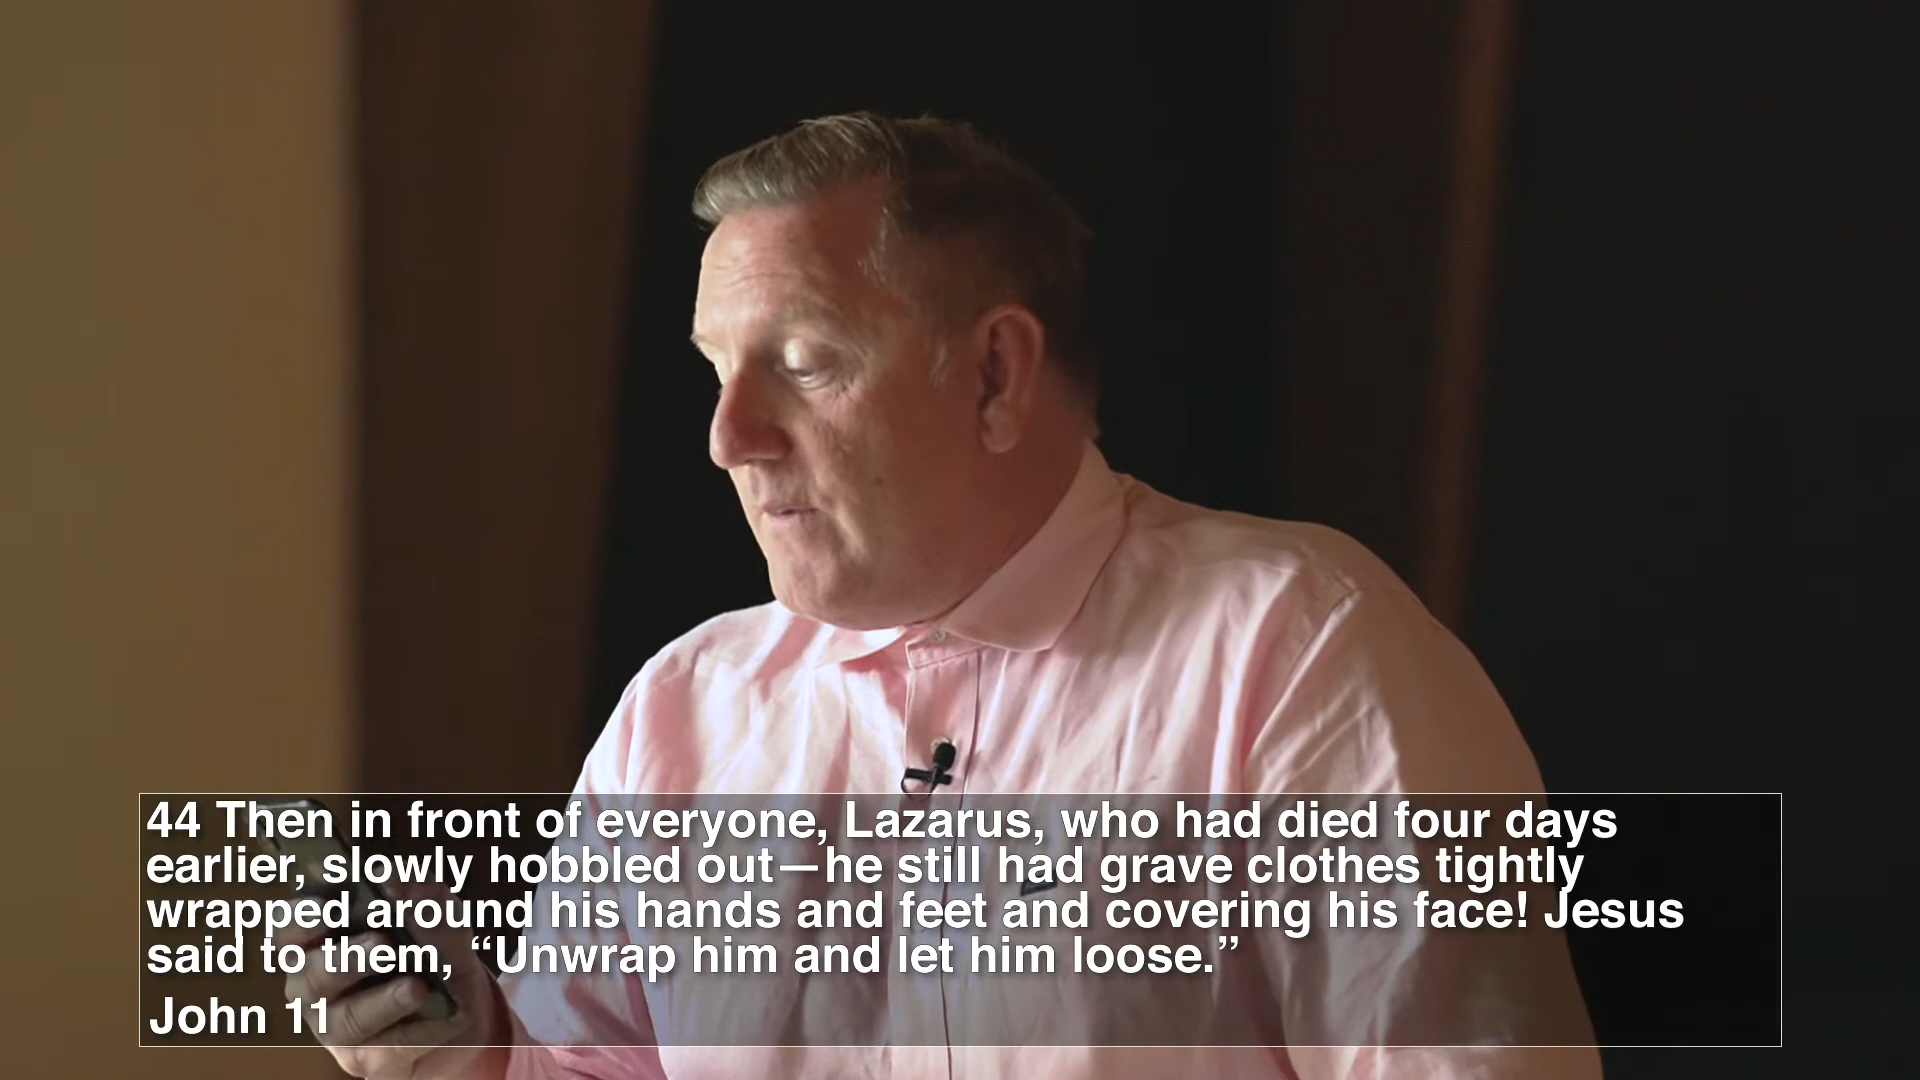 44 Then in front of everyone, Lazarus, who had died four days
earlier, slowly hobbled out—he still had grave clothes tightly
wrapped around his hands and feet and covering his face! Jesus
said to them, “Unwrap him and let him loose.”
John 11